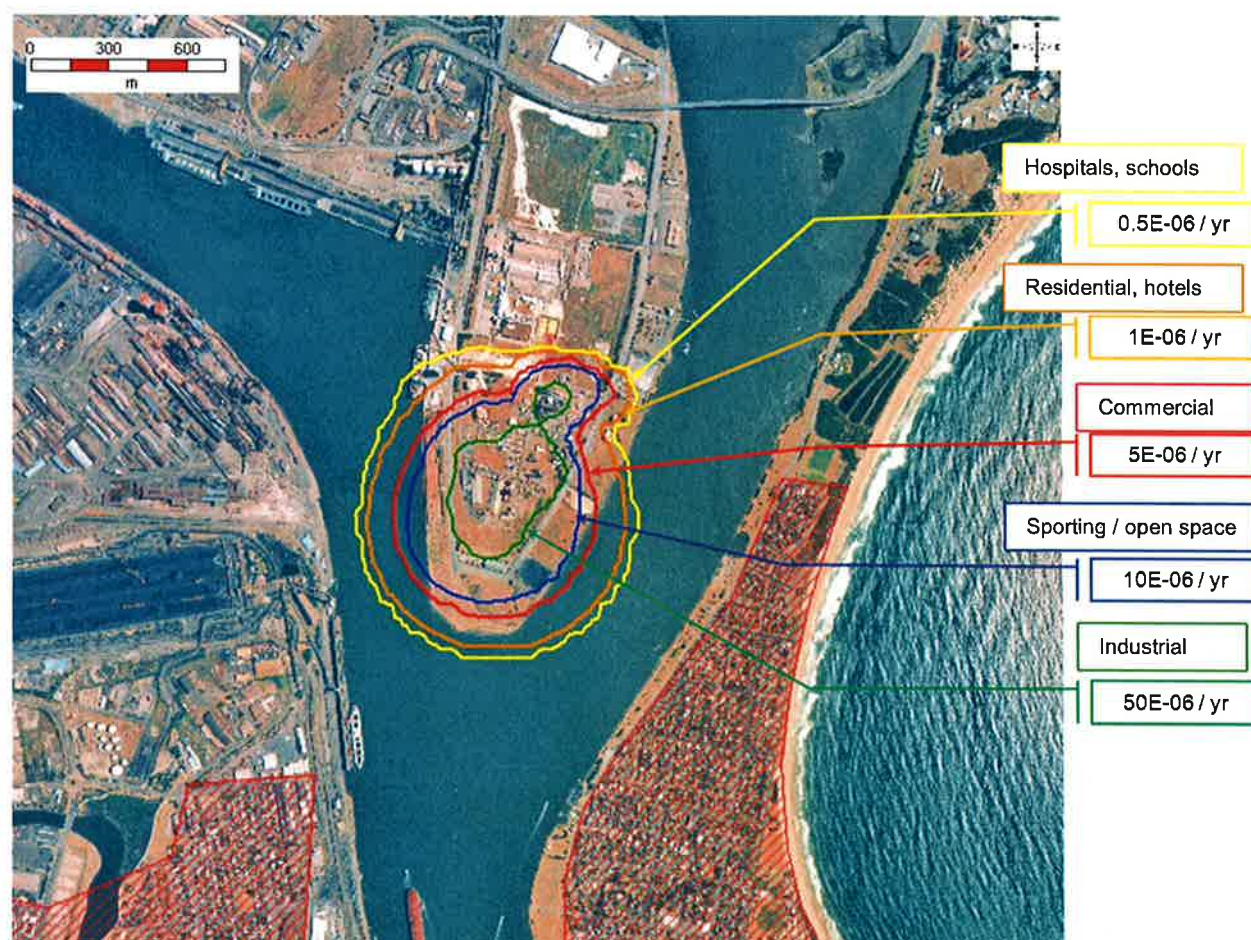 0 300 600
m
Hospitals, schools
0.5E-06 / yr
Residential, hotels
1E-06 / yr
Commercial
5E-06 / yr
Sporting / open space
10E-06 / yr
Industrial
50E-06 / yr